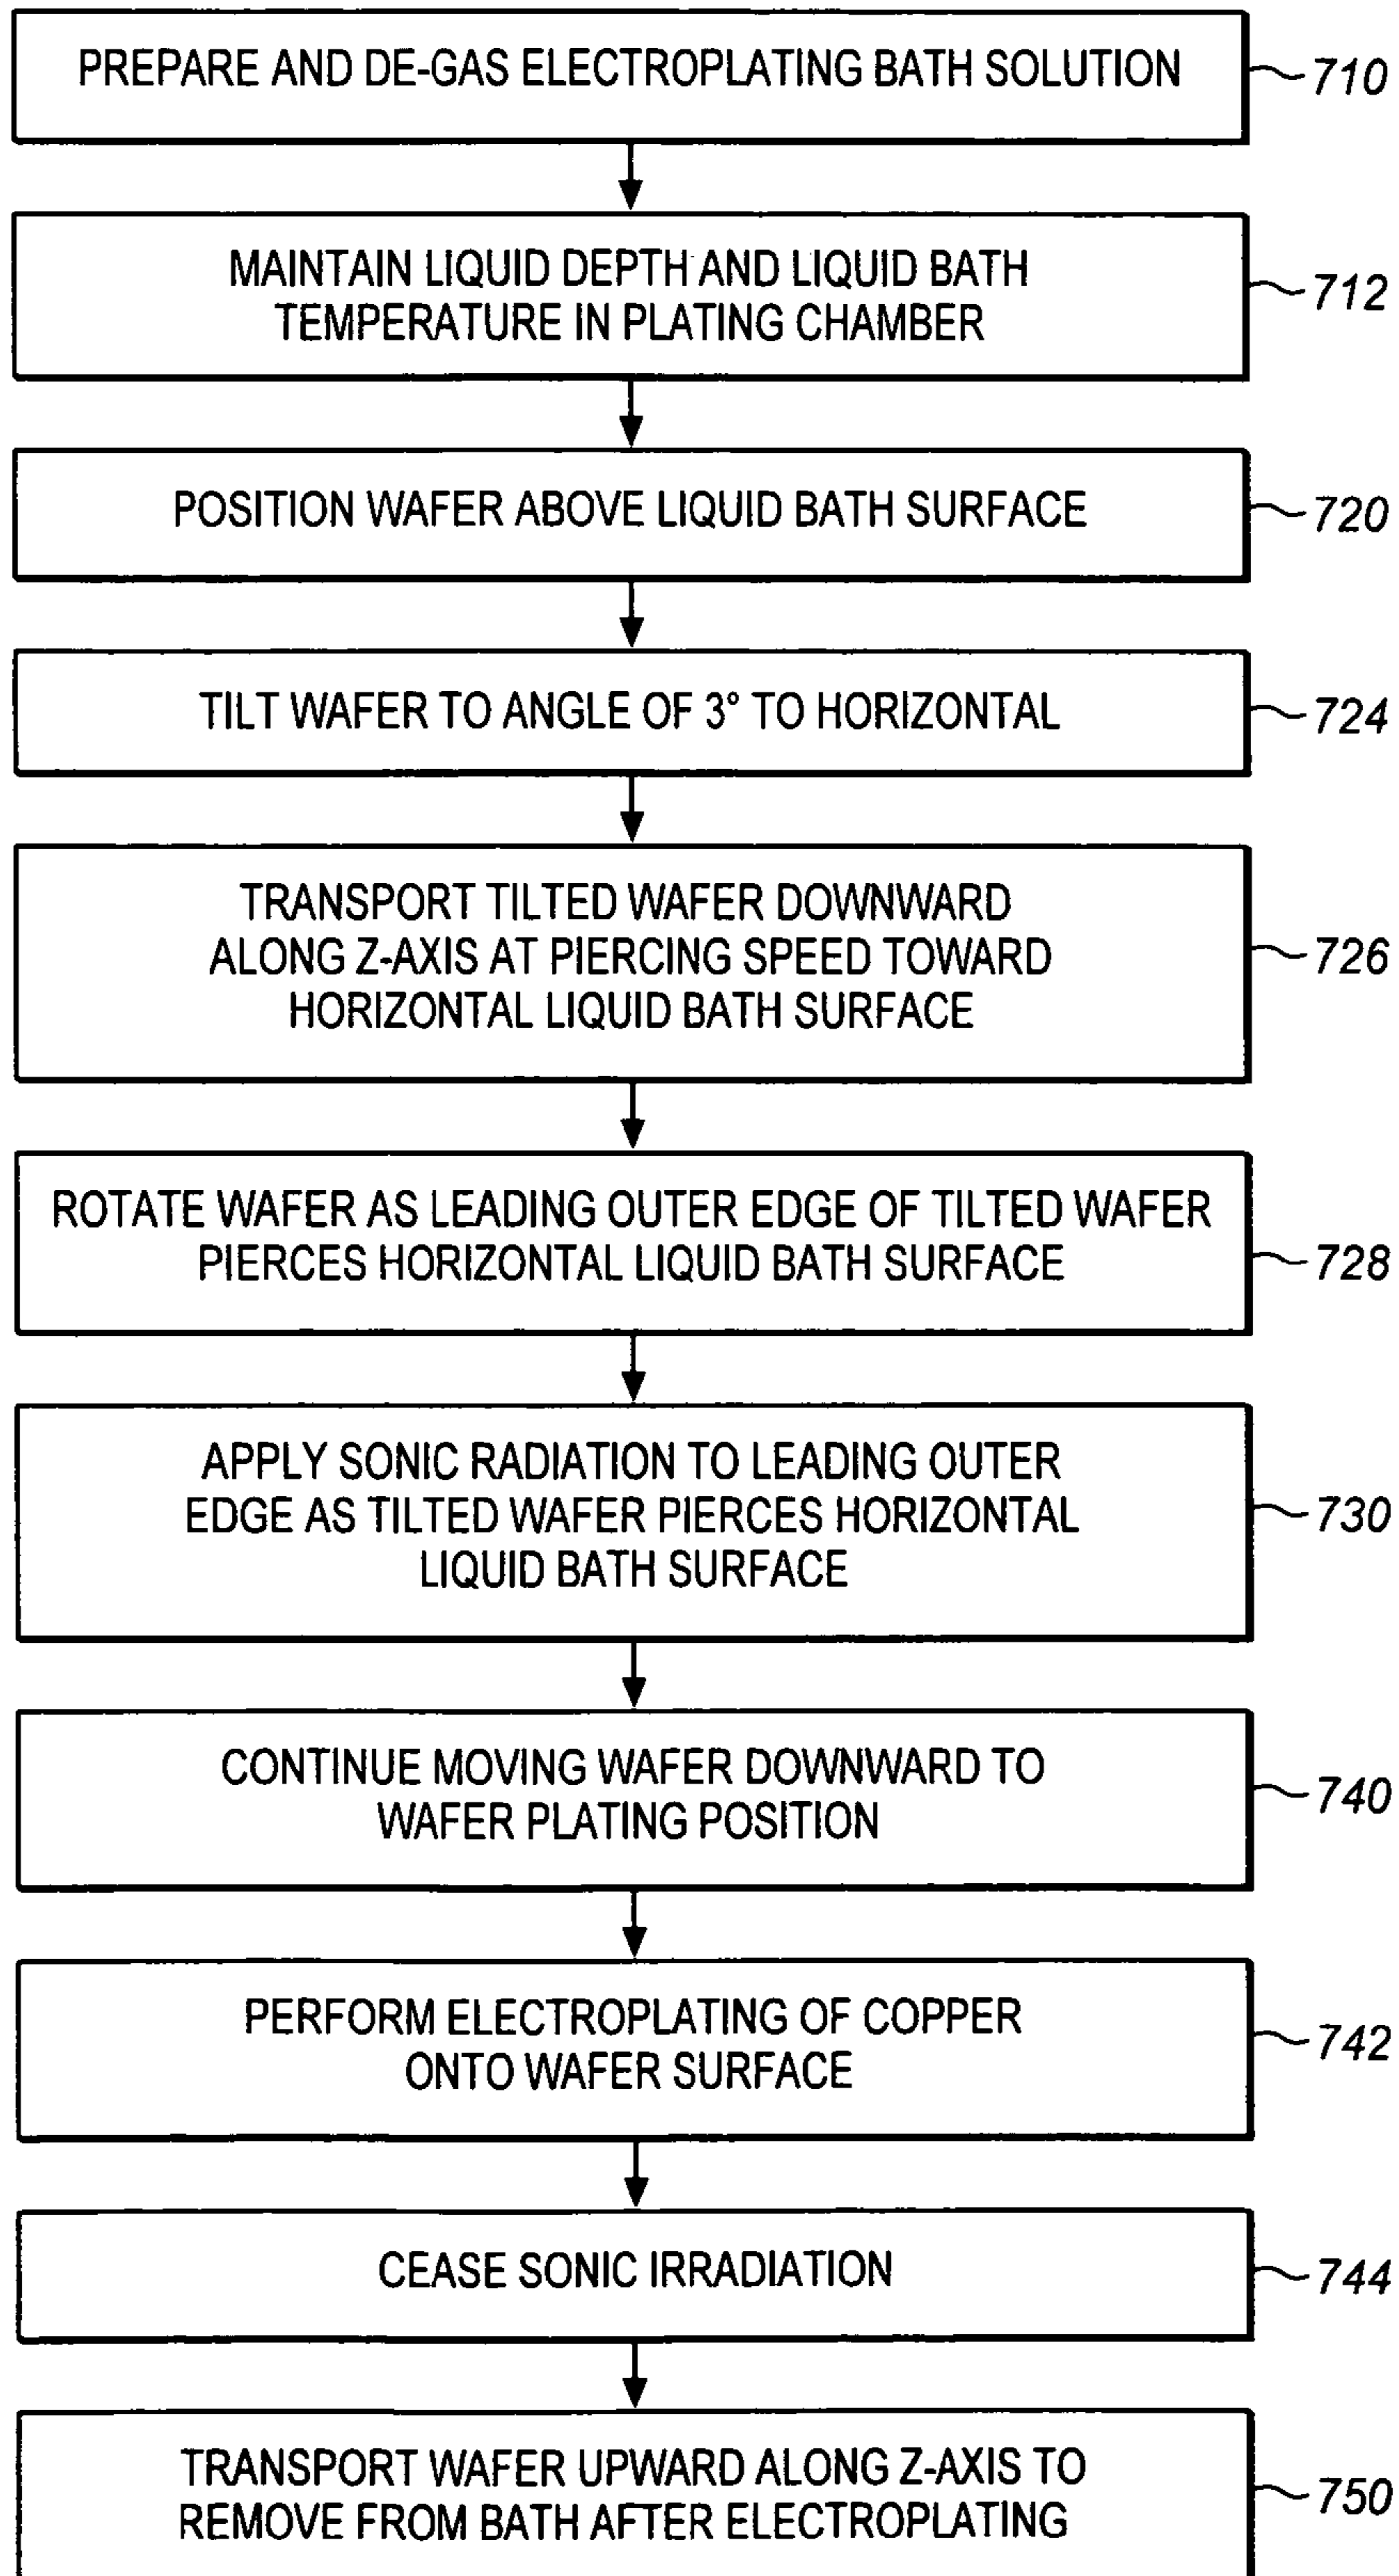 PREPARE AND DE-GAS ELECTROPLATING BATH SOLUTION
710
MAINTAIN LIQUID DEPTH AND LIQUID BATH
TEMPERATURE IN PLATING CHAMBER
712
POSITION WAFER ABOVE LIQUID BATH SURFACE
720
TILT WAFER TO ANGLE OF 3° TO HORIZONTAL
724
TRANSPORT TILTED WAFER DOWNWARD
ALONG Z-AXIS AT PIERCING SPEED TOWARD
HORIZONTAL LIQUID BATH SURFACE
726
ROTATE WAFER AS LEADING OUTER EDGE OF TILTED WAFER
PIERCES HORIZONTAL LIQUID BATH SURFACE
728
APPLY SONIC RADIATION TO LEADING OUTER
EDGE AS TILTED WAFER PIERCES HORIZONTAL
LIQUID BATH SURFACE
730
CONTINUE MOVING WAFER DOWNWARD TO
WAFER PLATING POSITION
740
PERFORM ELECTROPLATING OF COPPER
ONTO WAFER SURFACE
742
CEASE SONIC IRRADIATION
744
TRANSPORT WAFER UPWARD ALONG Z-AXIS TO
REMOVE FROM BATH AFTER ELECTROPLATING
750